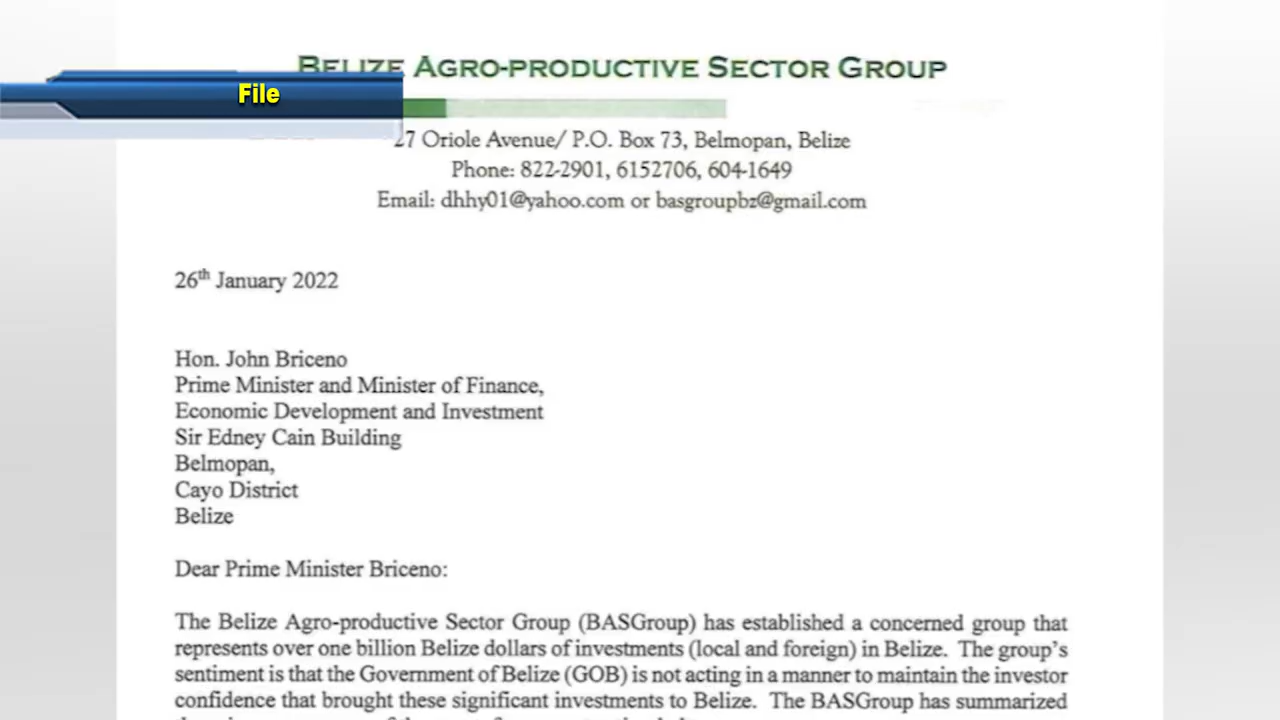 File
BELIZE AGRO-PRODUCTIVE SECTOR GROUP
27 Oriole Avenue/ P.O. Box 73, Belmopan, Belize
Phone: 822-2901, 6152706, 604-1649
Email: dhhy01@yahoo.com or basgroupbz@gmail.com
26th January 2022
Hon. John Briceno
Prime Minister and Minister of Finance,
Economic Development and Investment
Sir Edney Cain Building
Belmopan,
Cayo District
Belize
Dear Prime Minister Briceno:
The Belize Agro-productive Sector Group (BASGroup) has established a concerned group that
represents over one billion Belize dollars of investments (local and foreign) in Belize. The group's
sentiment is that the Government of Belize (GOB) is not acting in a manner to maintain the investor
confidence that brought these significant investments to Belize. The BASGroup has summarized